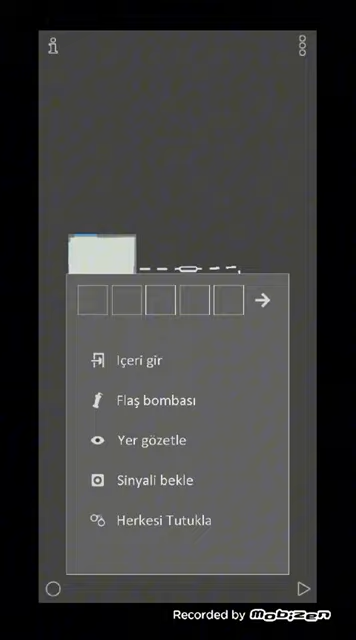 İçeri gir
Flaş bombası
Yer gözetle
Sinyali bekle
Herkesi Tutukla
Recorded by mobizen